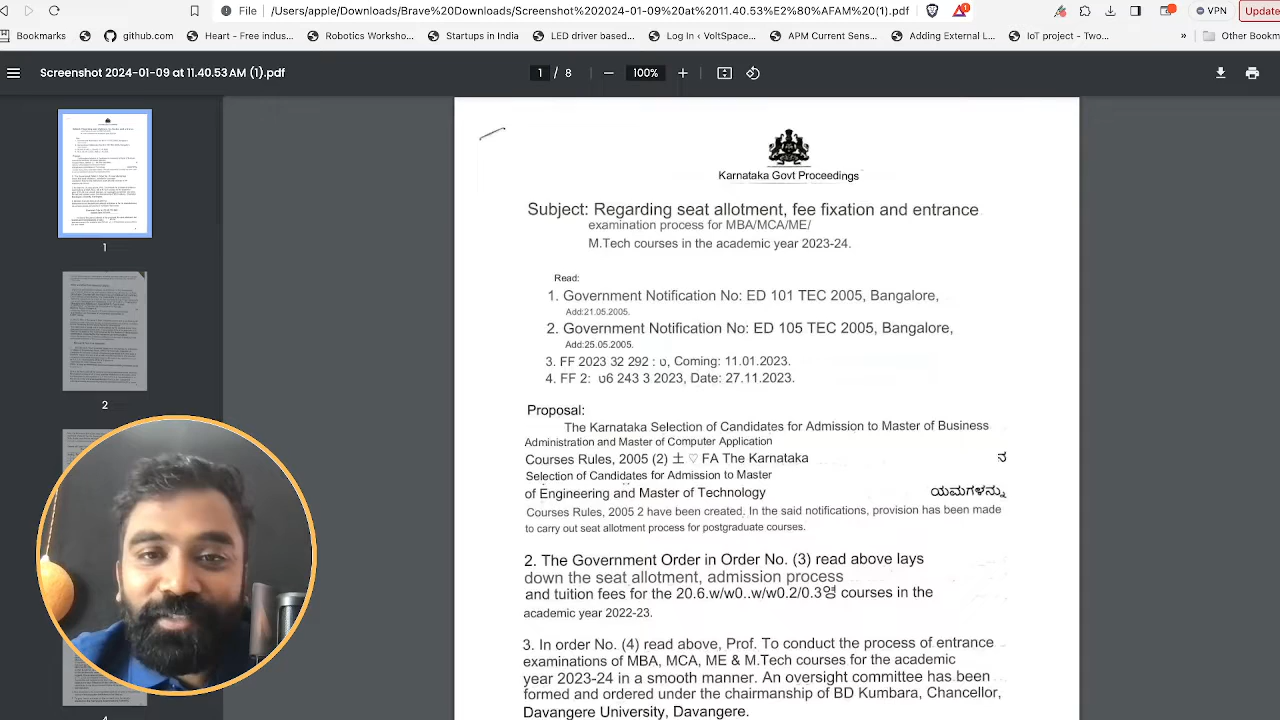 File | /Users/apple/Downloads/Brave%20Downloads/Screenshot%202024-01-09%20at%2011.40.53%E2%80%AFAM%20(1).pdf
VPN
Update
Bookmarks
github.com
Heart – Free indus...
Robotics Worksho...
Startups in India
LED driver based...
Log In ‹ VoltSpace...
APM Current Sens...
Adding External L...
IoT project - Two...
»
Other Bookm
Screenshot 2024-01-09 at 11.40.53 AM (1).pdf
1 / 8
100%
1
2
Karnataka Govt Proceedings
Regarding seat allotment, fee fixation and entrance
examination process for MBA/MCA/ME/
M.Tech courses in the academic year 2023-24.
Read:
1. Government Notification No: ED 101 TEC 2005, Bangalore,
Add:21.05.2005.
2. Government Notification No: ED 101 TEC 2005, Bangalore,
Add:25.05.2005.
3. EF 2023 22 292 : Coming: 11.01.2023.
4. FF 2: 243 3 2023, Date: 27.11.2023.
Proposal:
The Karnataka Selection of Candidates for Admission to Master of Business
Administration and Master of Computer Application
Courses Rules, 2005 (2) 土 ♡ FA The Karnataka
ನ
Selection of Candidates for Admission to Master
of Engineering and Master of Technology
ಯಮಗಳನ್ನು
Courses Rules, 2005 2 have been created. In the said notifications, provision has been made
to carry out seat allotment process for postgraduate courses.
2. The Government Order in Order No. (3) read above lays
down the seat allotment, admission process
and tuition fees for the 20.6.w/w0..w/w0.2/0.3영 courses in the
academic year 2022-23.
3. In order No. (4) read above, Prof. To conduct the process of entrance
examination of MBA, MCA, ME & M.Tech courses for the academic
year 2023-24 in a smooth manner. An oversight committee has been
formed and ordered under the chairmanship of BD Kumbara, Chancellor,
Davangere University, Davangere.